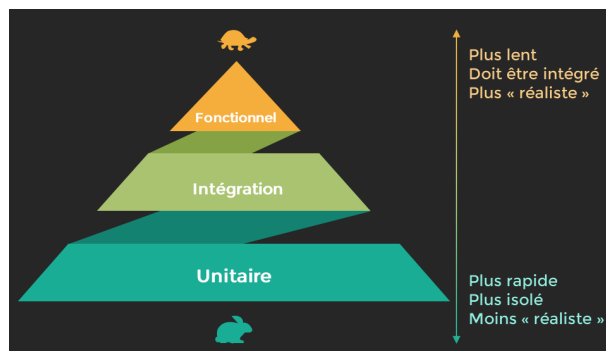 Plus lent
Doit être intégré
Plus « réaliste »
Fonctionnel
Intégration
Unitaire
Plus rapide
Plus isolé
Moins « réaliste »